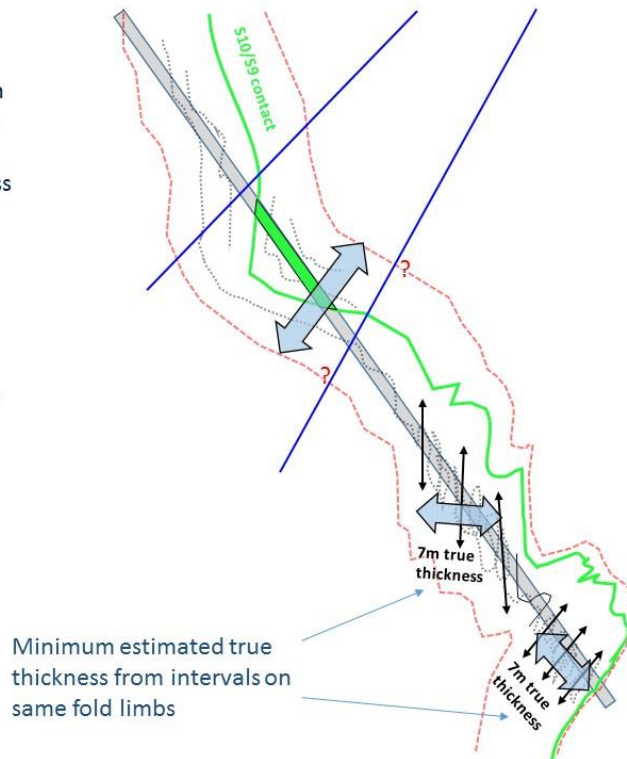 S10/S9 contact
?
?
7m true
thickness
7m true
thickness
Minimum estimated true
thickness from intervals on
same fold limbs